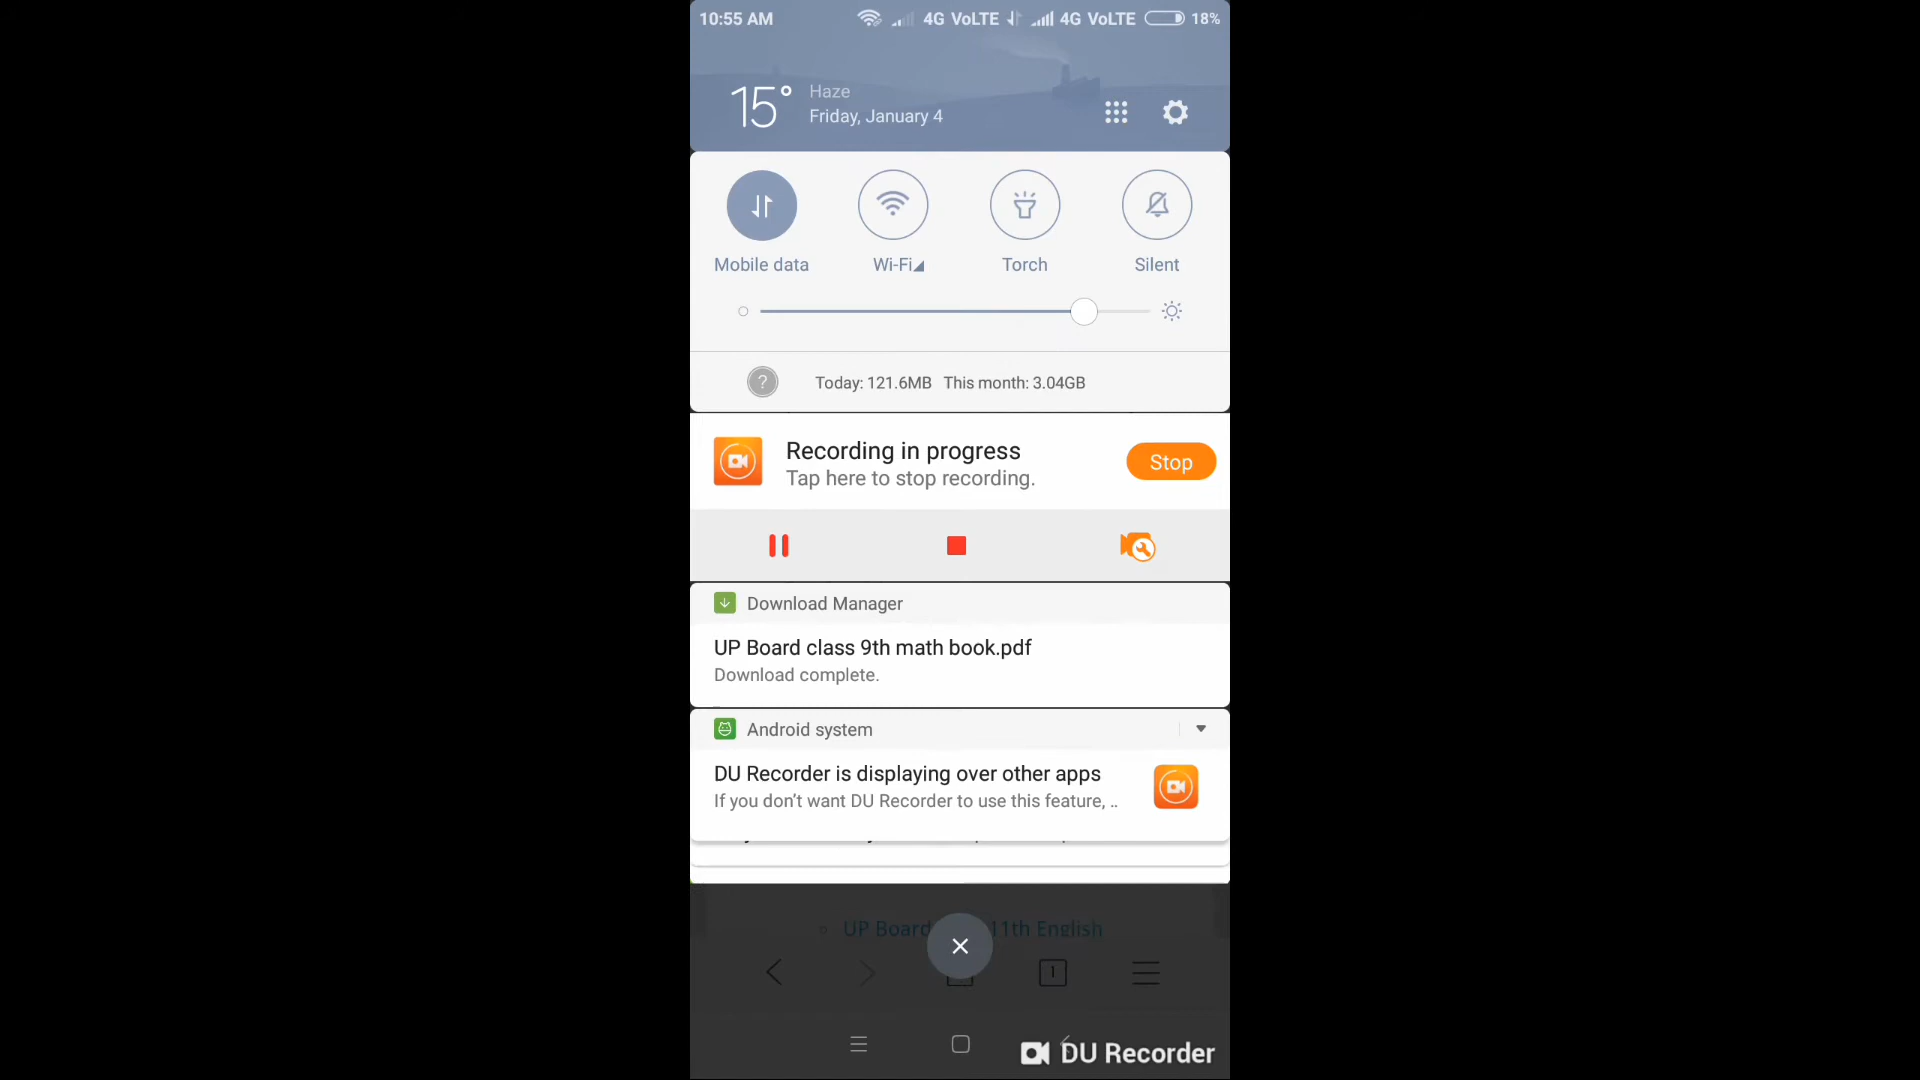 10:55 AM 4G VoLTE 4G VoLTE 18%
15° Haze
Friday, January 4
Mobile data Wi-Fi Torch Silent
? Today: 121.6MB This month: 3.04GB
Recording in progress
Tap here to stop recording.
Stop
Download Manager
UP Board class 9th math book.pdf
Download complete.
Android system
DU Recorder is displaying over other apps
If you don’t want DU Recorder to use this feature, ..
UP Board 11th English
1
DU Recorder